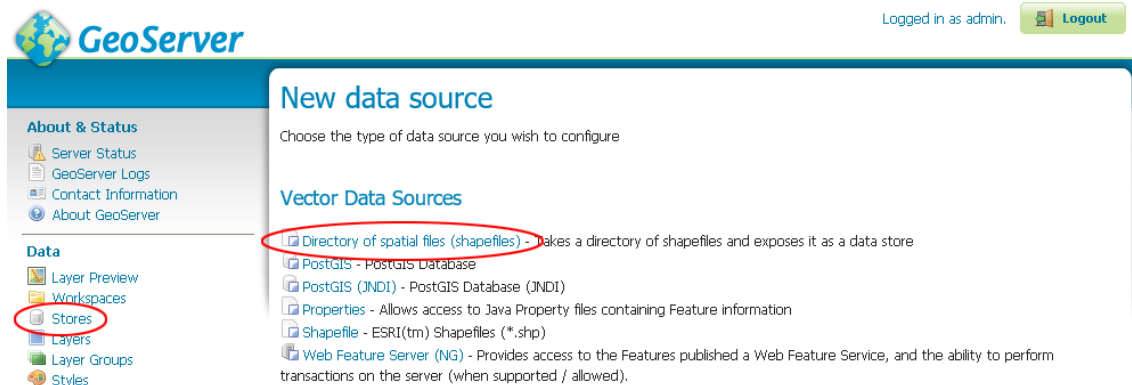 GeoServer
Logged in as admin.
Logout
About & Status
Server Status
GeoServer Logs
Contact Information
About GeoServer
Data
Layer Preview
Workspaces
Stores
Layers
Layer Groups
Styles
New data source
Choose the type of data source you wish to configure
Vector Data Sources
Directory of spatial files (shapefiles) - Takes a directory of shapefiles and exposes it as a data store
PostGIS - PostGIS Database
PostGIS (JNDI) - PostGIS Database (JNDI)
Properties - Allows access to Java Property files containing Feature information
Shapefile - ESRI(tm) Shapefiles (*.shp)
Web Feature Server (NG) - Provides access to the Features published a Web Feature Service, and the ability to perform
transactions on the server (when supported / allowed).